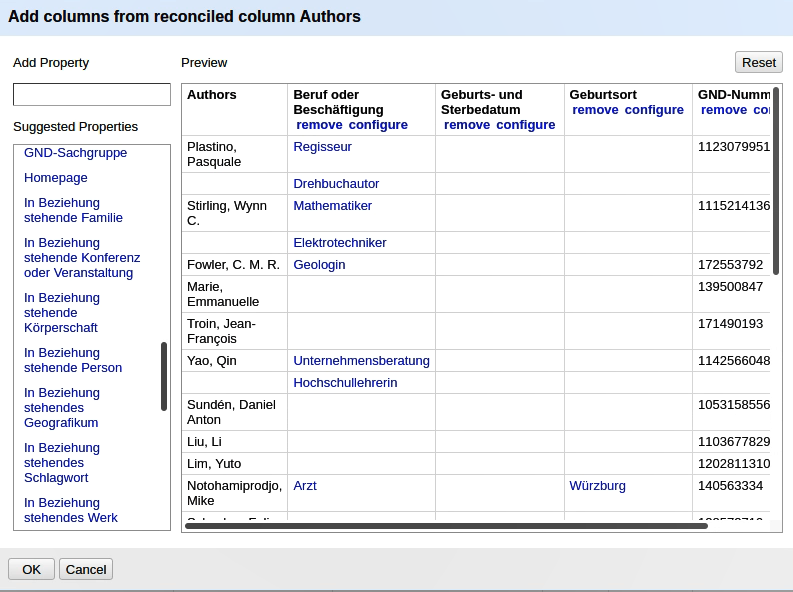 Add columns from reconciled column Authors
Add Property
Suggested Properties
GND-Sachgruppe
Homepage
In Beziehung
stehende Familie
In Beziehung
stehende Konferenz
oder Veranstaltung
In Beziehung
stehende
Körperschaft
In Beziehung
stehende Person
In Beziehung
stehendes
Geografikum
In Beziehung
stehendes
Schlagwort
In Beziehung
stehendes Werk
Preview
Reset
Authors
Beruf oder
Beschäftigung
remove configure
Geburts- und
Sterbedatum
remove configure
Geburtsort
remove configure
GND-Numm
remove co
Plastino,
Pasquale
Regisseur
1123079951
Drehbuchautor
Stirling, Wynn
C.
Mathematiker
1115214136
Elektrotechniker
Fowler, C. M. R.
Geologin
172553792
Marie,
Emmanuelle
139500847
Troin, Jean-
François
171490193
Yao, Qin
Unternehmensberatung
1142566048
Hochschullehrerin
Sundén, Daniel
Anton
1053158556
Liu, Li
1103677829
Lim, Yuto
1202811310
Notohamiprodjo,
Mike
Arzt
Würzburg
140563334
OK
Cancel